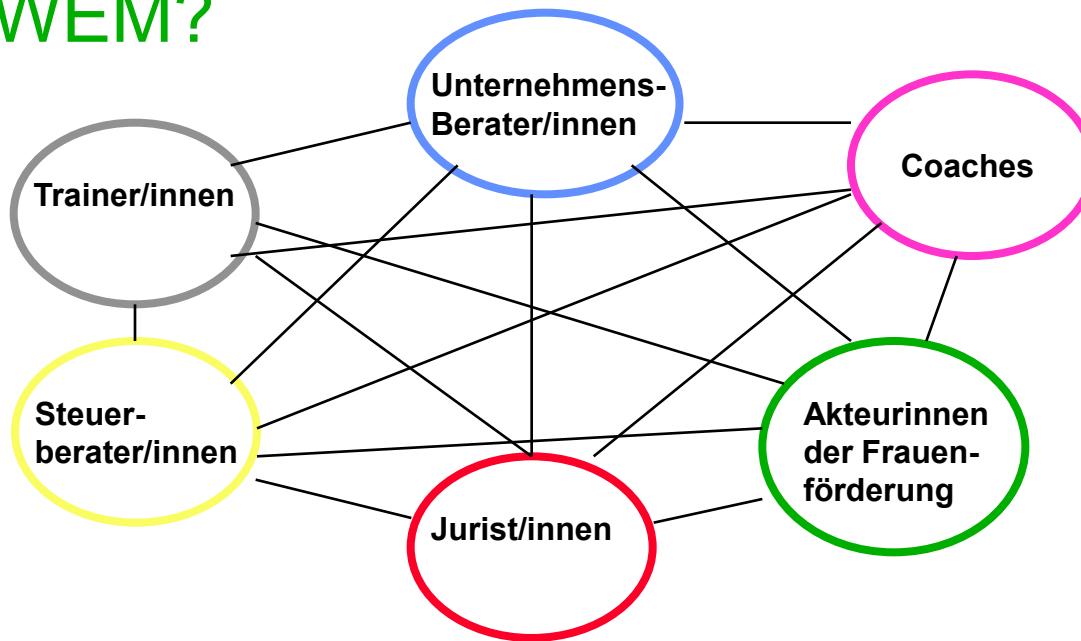 WEM?
Unternehmens-
Berater/innen
Coaches
Trainer/innen
Steuer-
berater/innen
Akteurinnen
der Frauen-
förderung
Jurist/innen